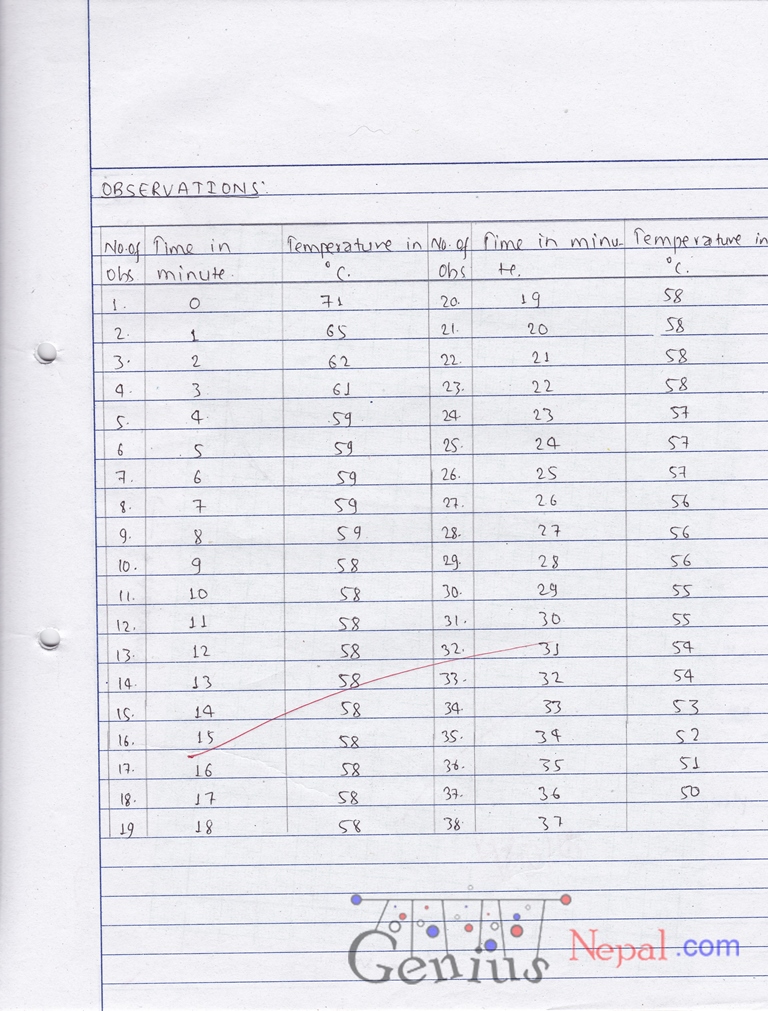 OBSERVATIONS:
No. of Time in Temperature in No. of Time in minu- Temperature in
Obs minute. °C. Obs te. °C.
1. 0 71 20. 19 58
2. 1 65 21. 20 58
3. 2 62 22. 21 58
4. 3 61 23. 22 58
5. 4 59 24. 23 57
6 5 59 25. 24 57
7. 6 59 26. 25 57
8. 7 59 27. 26 56
9. 8 59 28. 27 56
10. 9 58 29. 28 56
11. 10 58 30. 29 55
12. 11 58 31. 30 55
13. 12 58 32. 31 54
14. 13 58 33. 32 54
15. 14 58 34. 33 53
16. 15 58 35. 34 52
17. 16 58 36. 35 51
18. 17 58 37. 36 50
19 18 58 38. 37
Genius Nepal.com